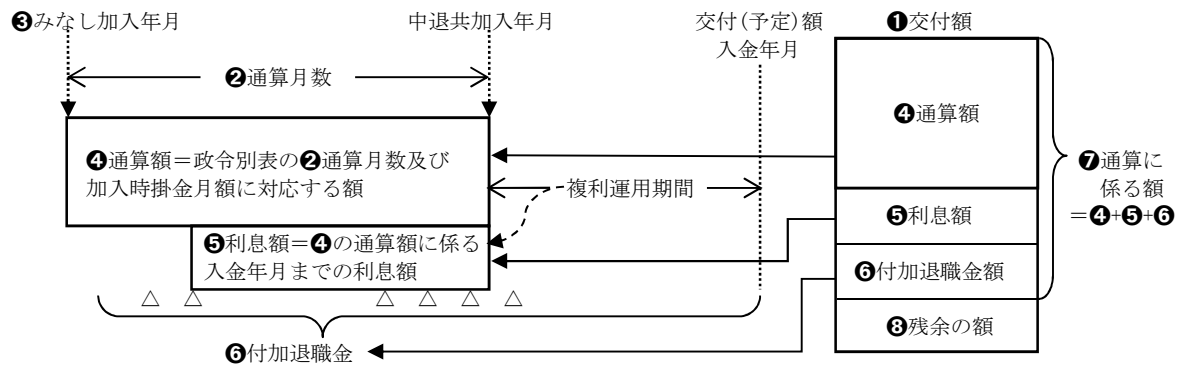 ❸みなし加入年月
中退共加入年月
交付(予定)額
入金年月
❶交付額
❷通算月数
❹通算額
❹通算額＝政令別表の❷通算月数及び
加入時掛金月額に対応する額
複利運用期間
❼通算に
係る額
＝❹+❺+❻
❺利息額＝❹の通算額に係る
入金年月までの利息額
❺利息額
❻付加退職金額
△ △ △ △ △ △
❽残余の額
❻付加退職金